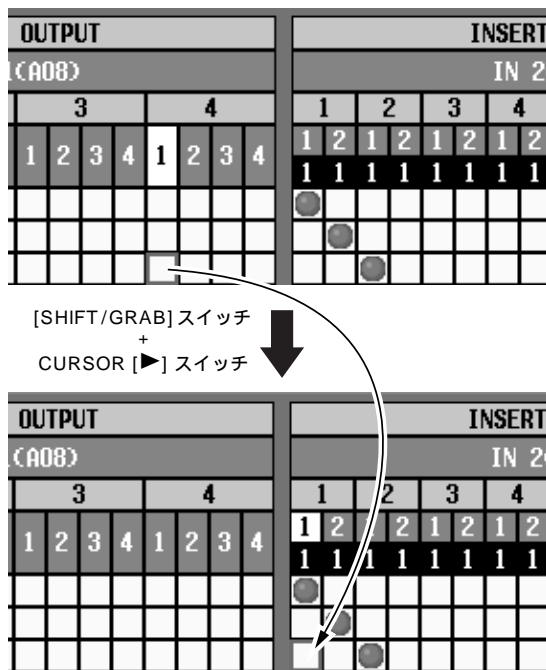 OUTPUT INSERT
(A08) IN 2
3 4 1 2 3 4
1 2 3 4 1 2 3 4 1 2 1 2 1 2 1 2
1 1 1 1 1 1 1 1
[SHIFT/GRAB] スイッチ
+
CURSOR [▶] スイッチ
OUTPUT INSERT
(A08) IN 2
3 4 1 2 3 4
1 2 3 4 1 2 3 4 1 2 1 2 1 2 1 2
1 1 1 1 1 1 1 1